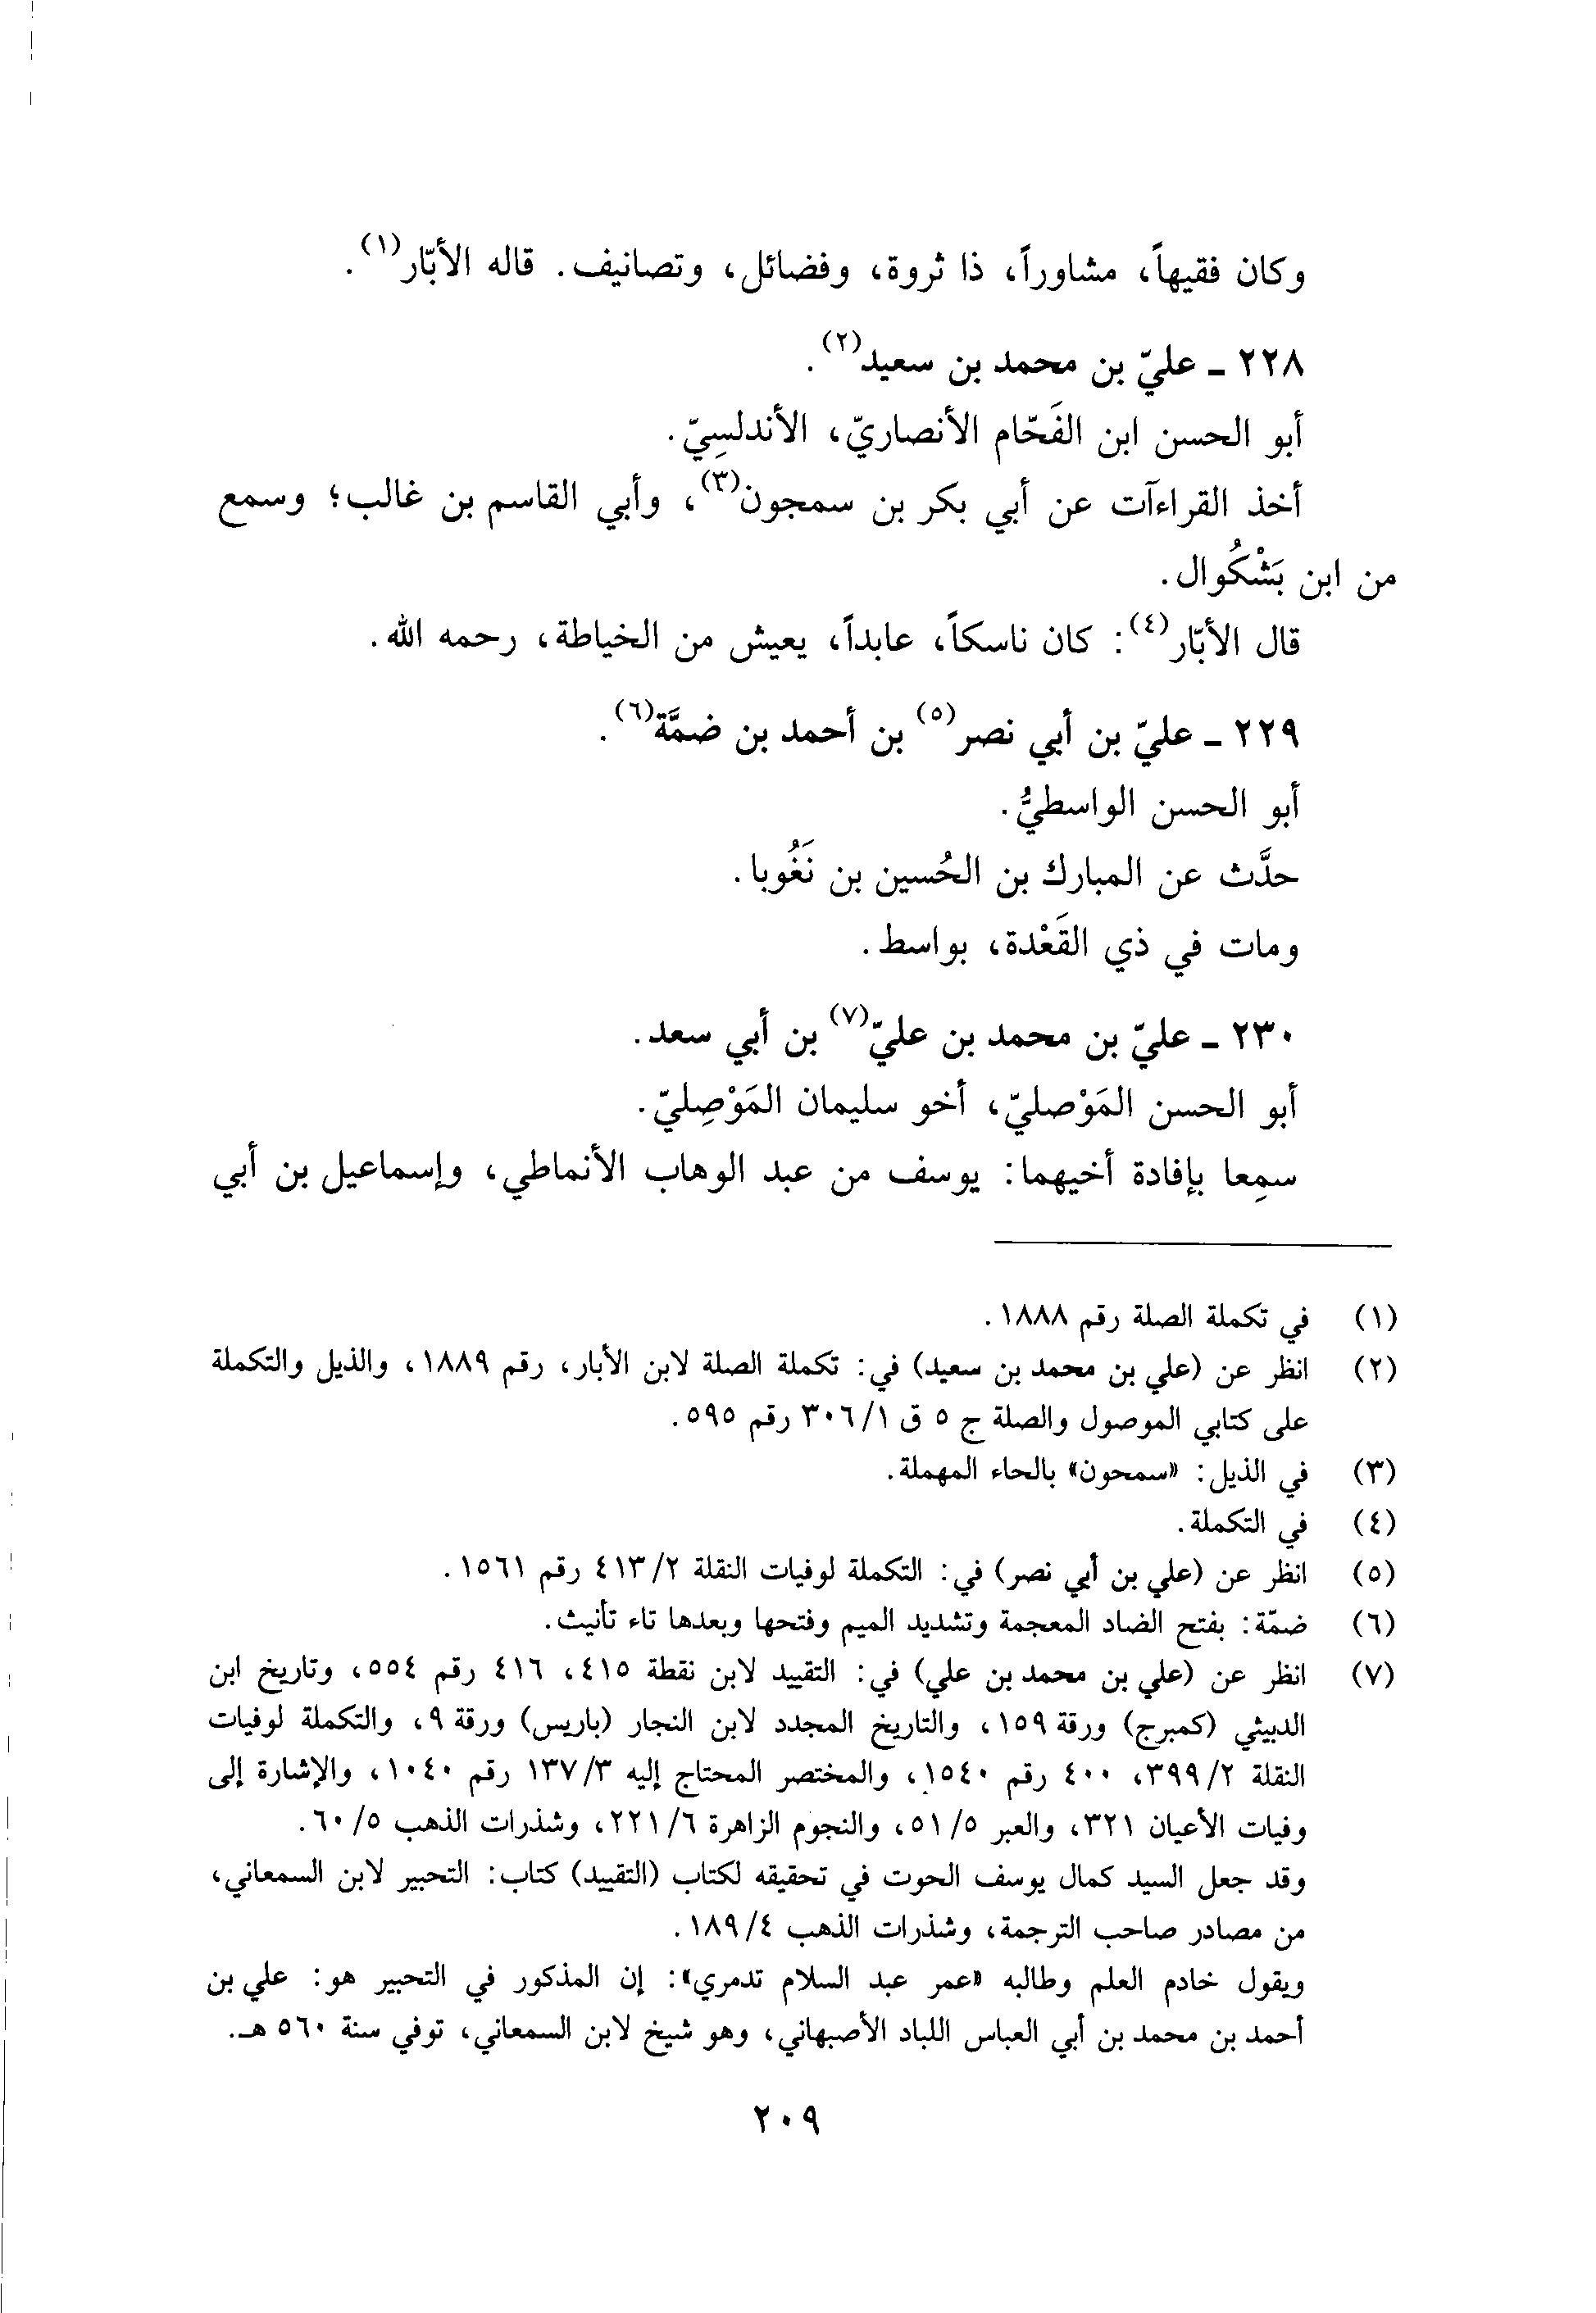 وكان فقيهاً، مشاوراً، ذا ثروة، وفضائل، وتصانيف. قاله الأبّار(١).
٢٢٨ ـ عليّ بن محمد بن سعيد(٢).
أبو الحسن ابن الفَحّام الأنصاريّ، الأندلسِيّ.
أخذ القراءآت عن أبي بكر بن سمجون(٣)، وأبي القاسم بن غالب؛ وسمع
من ابن بَشْكُوال.
قال الأبّار(٤): كان ناسكاً، عابداً، يعيش من الخياطة، رحمه الله.
٢٢٩ ـ عليّ بن أبي نصر(٥) بن أحمد بن ضمَّة(٦).
أبو الحسن الواسطيُّ.
حدَّث عن المبارك بن الحُسين بن نَغُوبا.
ومات في ذي القَعْدة، بواسط.
٢٣٠ ـ عليّ بن محمد بن عليّ(٧) بن أبي سعد.
أبو الحسن المَوْصليّ، أخو سليمان المَوْصِليّ.
سمِعا بإفادة أخيهما: يوسف من عبد الوهاب الأنماطي، وإسماعيل بن أبي
(١) في تكملة الصلة رقم ١٨٨٨.
(٢) انظر عن (علي بن محمد بن سعيد) في: تكملة الصلة لابن الأبار، رقم ١٨٨٩، والذيل والتكملة
على كتابي الموصول والصلة ج ٥ ق ٣٠٦/١ رقم ٥٩٥.
(٣) في الذيل: «سمحون» بالحاء المهملة.
(٤) في التكملة.
(٥) انظر عن (علي بن أبي نصر) في: التكملة لوفيات النقلة ٤١٣/٢ رقم ١٥٦١.
(٦) ضمّة: بفتح الضاد المعجمة وتشديد الميم وفتحها وبعدها تاء تأنيث.
(٧) انظر عن (علي بن محمد بن علي) في: التقييد لابن نقطة ٤١٥، ٤١٦ رقم ٥٥٤، وتاريخ ابن
الدبيثي (كمبرج) ورقة ١٥٩، والتاريخ المجدد لابن النجار (باريس) ورقة ٩، والتكملة لوفيات
النقلة ٣٩٩/٢، ٤٠٠ رقم ١٥٤٠، والمختصر المحتاج إليه ١٣٧/٣ رقم ١٠٤٠، والإشارة إلى
وفيات الأعيان ٣٢١، والعبر ٥١/٥، والنجوم الزاهرة ٢٢١/٦، وشذرات الذهب ٦٠/٥.
وقد جعل السيد كمال يوسف الحوت في تحقيقه لكتاب (التقييد) كتاب: التحبير لابن السمعاني،
من مصادر صاحب الترجمة، وشذرات الذهب ١٨٩/٤.
ويقول خادم العلم وطالبه «عمر عبد السلام تدمري»: إن المذكور في التحبير هو: علي بن
أحمد بن محمد بن أبي العباس اللباد الأصبهاني، وهو شيخ لابن السمعاني، توفي سنة ٥٦٠ هـ.
٢٠٩